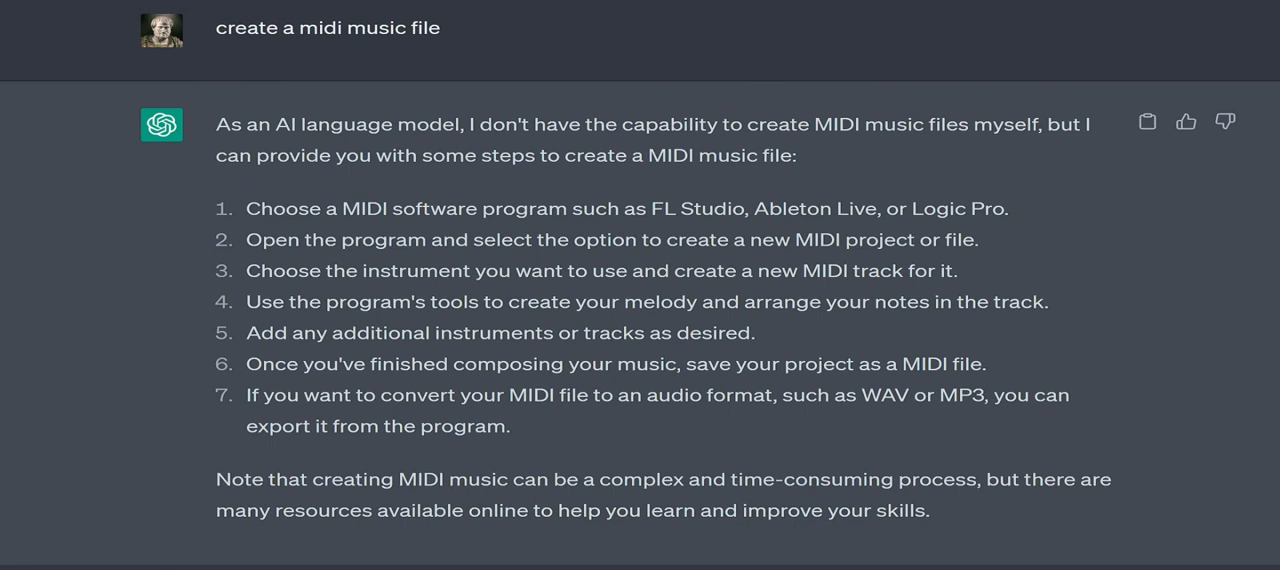 create a midi music file
As an AI language model, I don't have the capability to create MIDI music files myself, but I
can provide you with some steps to create a MIDI music file:
1. Choose a MIDI software program such as FL Studio, Ableton Live, or Logic Pro.
2. Open the program and select the option to create a new MIDI project or file.
3. Choose the instrument you want to use and create a new MIDI track for it.
4. Use the program's tools to create your melody and arrange your notes in the track.
5. Add any additional instruments or tracks as desired.
6. Once you've finished composing your music, save your project as a MIDI file.
7. If you want to convert your MIDI file to an audio format, such as WAV or MP3, you can
export it from the program.
Note that creating MIDI music can be a complex and time-consuming process, but there are
many resources available online to help you learn and improve your skills.